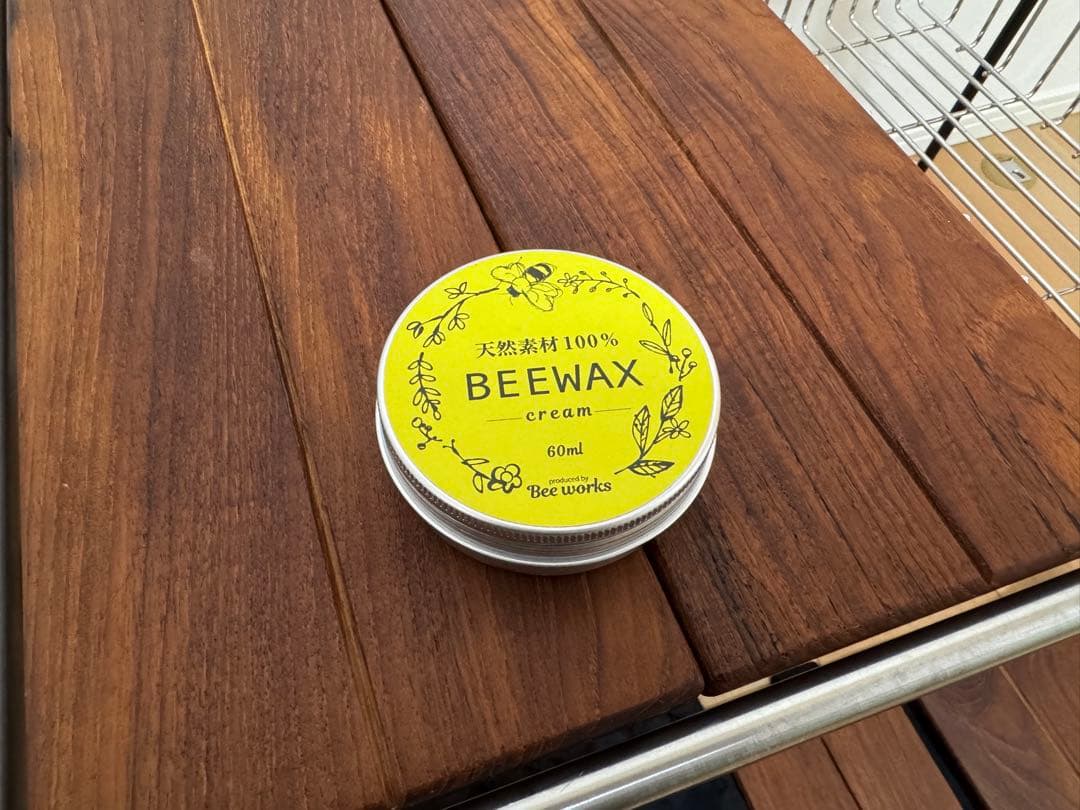 天然素材100%
BEEWAX
cream
60ml
produced by
Bee works